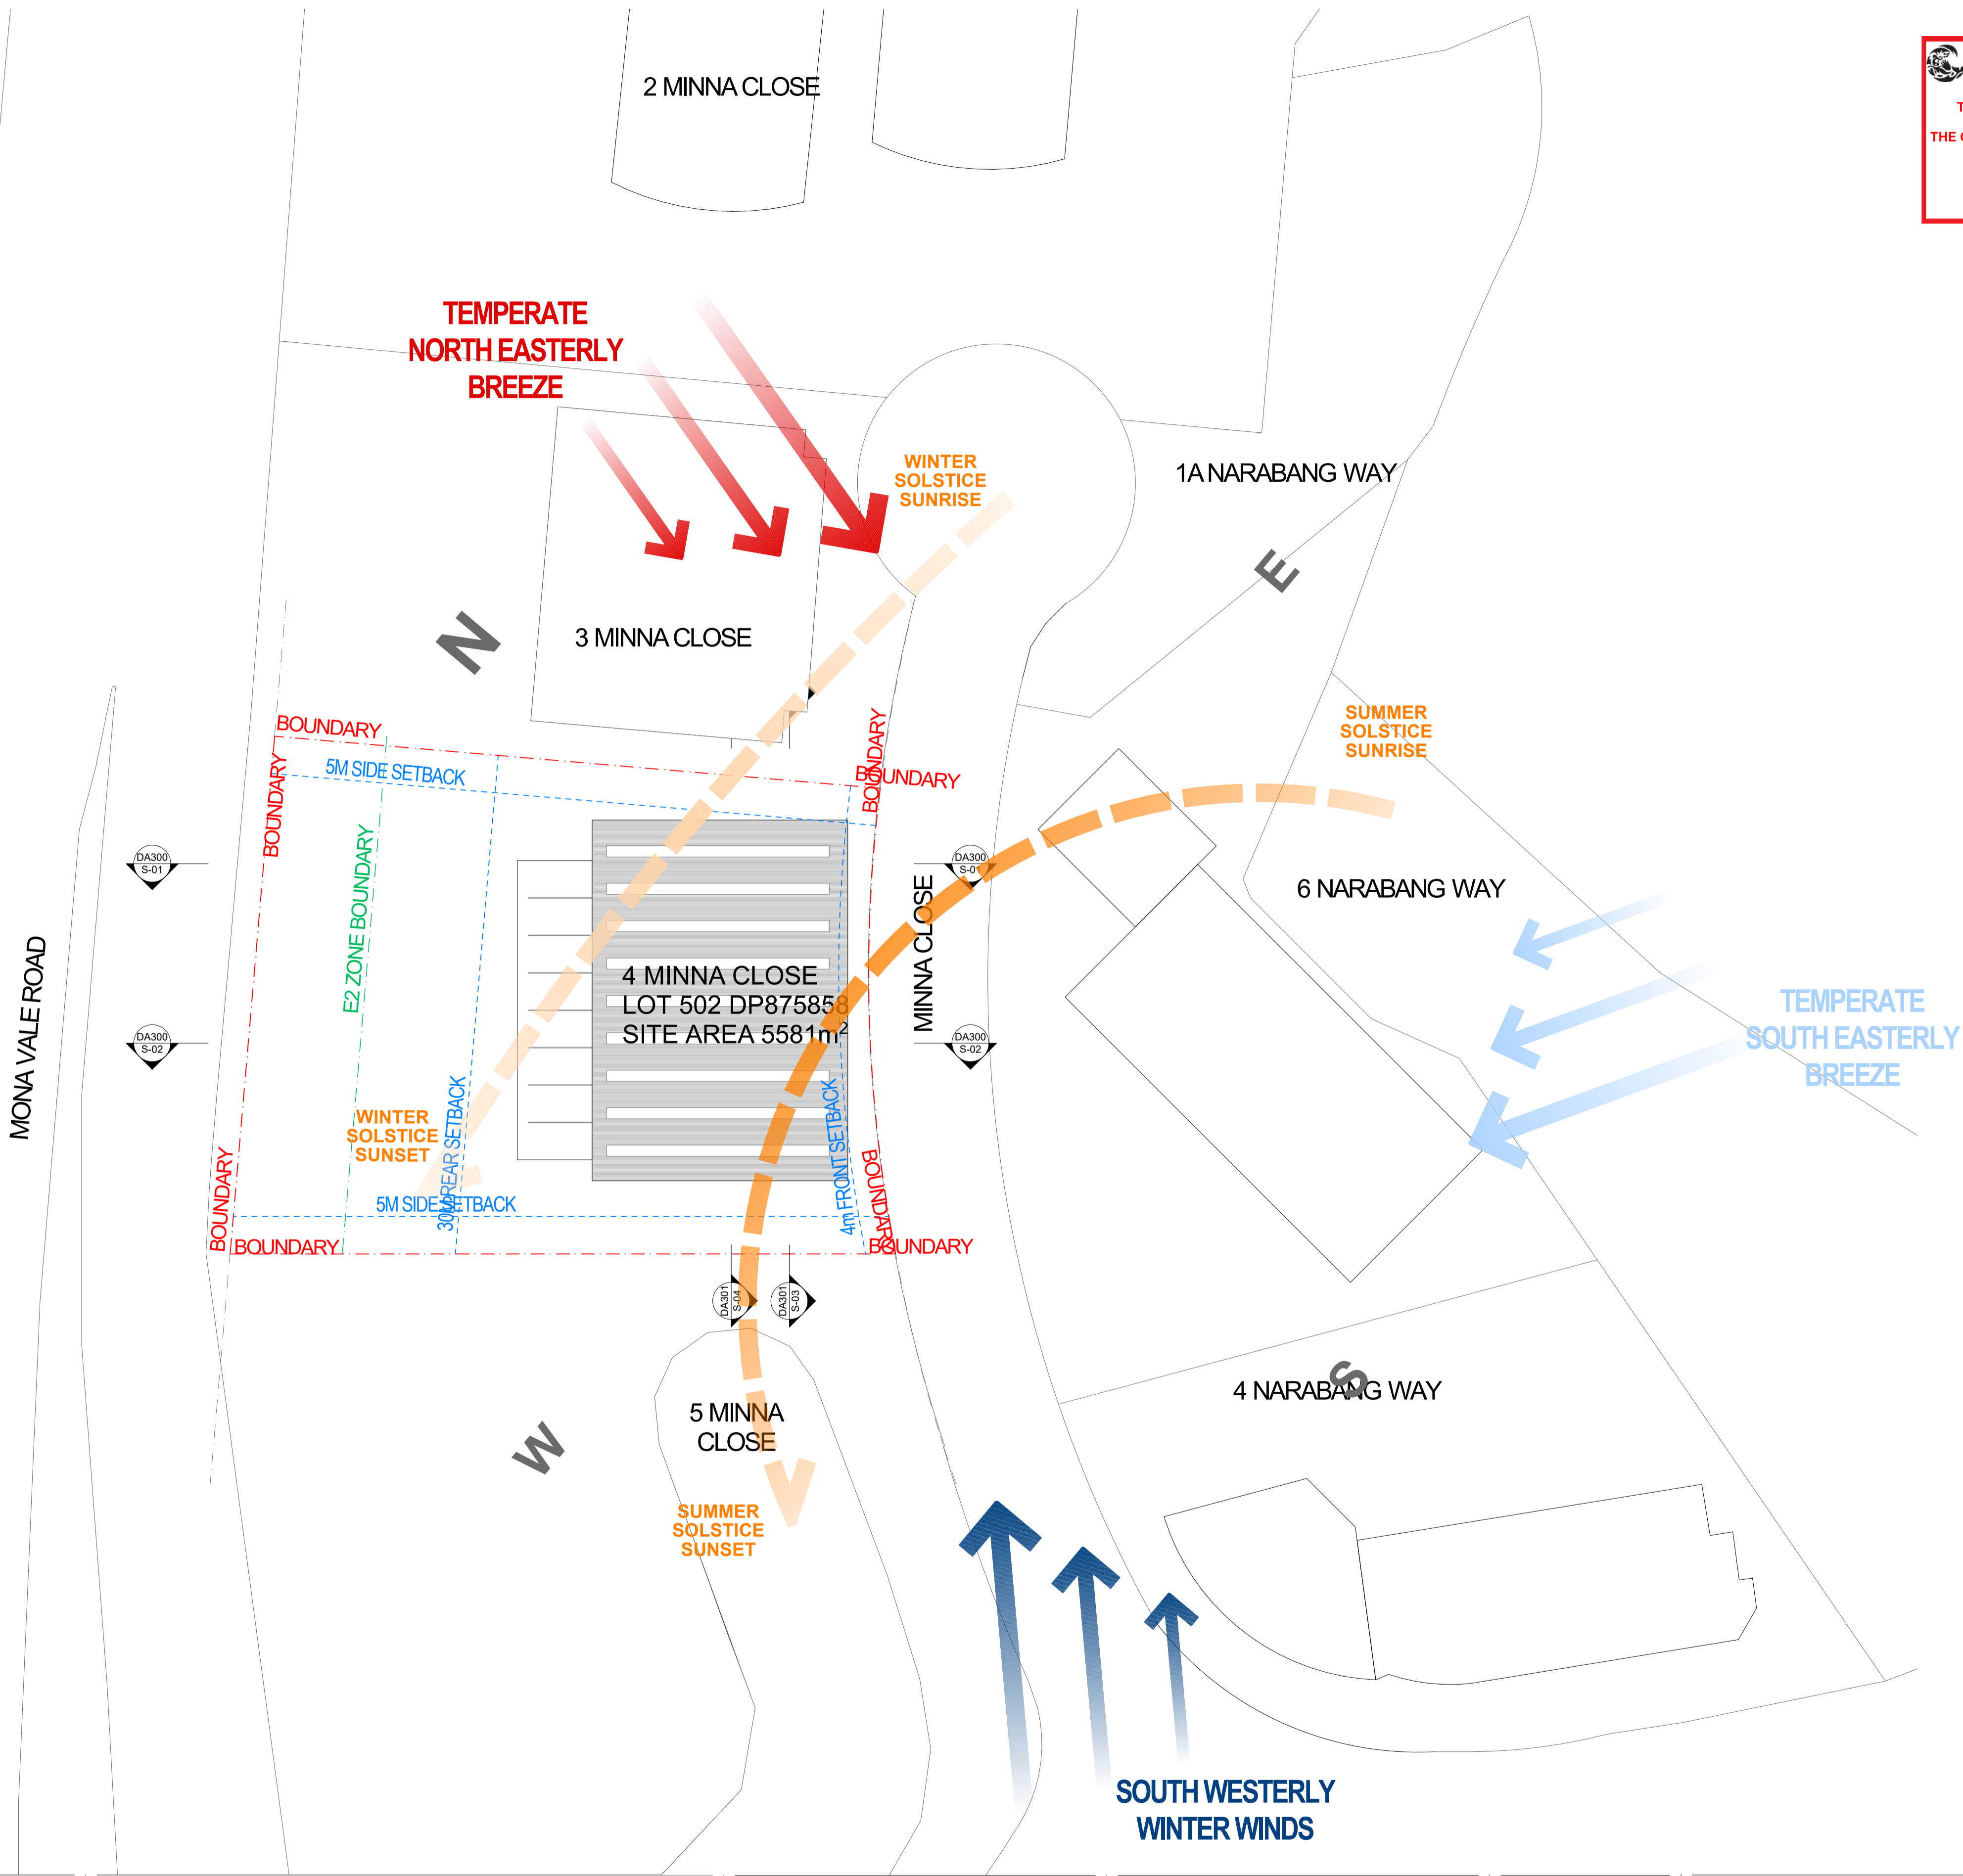 2 MINNA CLOSE
THE
TEMPERATE
NORTH EASTERLY
BREEZE
WINTER
SOLSTICE
SUNRISE
1A NARABANG WAY
E
N
3 MINNA CLOSE
SUMMER
SOLSTICE
SUNRISE
BOUNDARY
BOUNDARY
BOUNDARY
BOUNDARY
5M SIDE SETBACK
DA300
S-01
DA300
S-01
E2 ZONE BOUNDARY
MINNA CLOSE
6 NARABANG WAY
MONA VALE ROAD
4 MINNA CLOSE
LOT 502 DP875858
SITE AREA 5581m²
DA300
S-02
DA300
S-02
TEMPERATE
SOUTH EASTERLY
BREEZE
WINTER
SOLSTICE
SUNSET
30M REAR SETBACK
4m FRONT SETBACK
5M SIDE SETBACK
BOUNDARY
BOUNDARY
BOUNDARY
BOUNDARY
DA301
S-04
DA301
S-03
S
4 NARABANG WAY
5 MINNA
CLOSE
W
SUMMER
SOLSTICE
SUNSET
SOUTH WESTERLY
WINTER WINDS